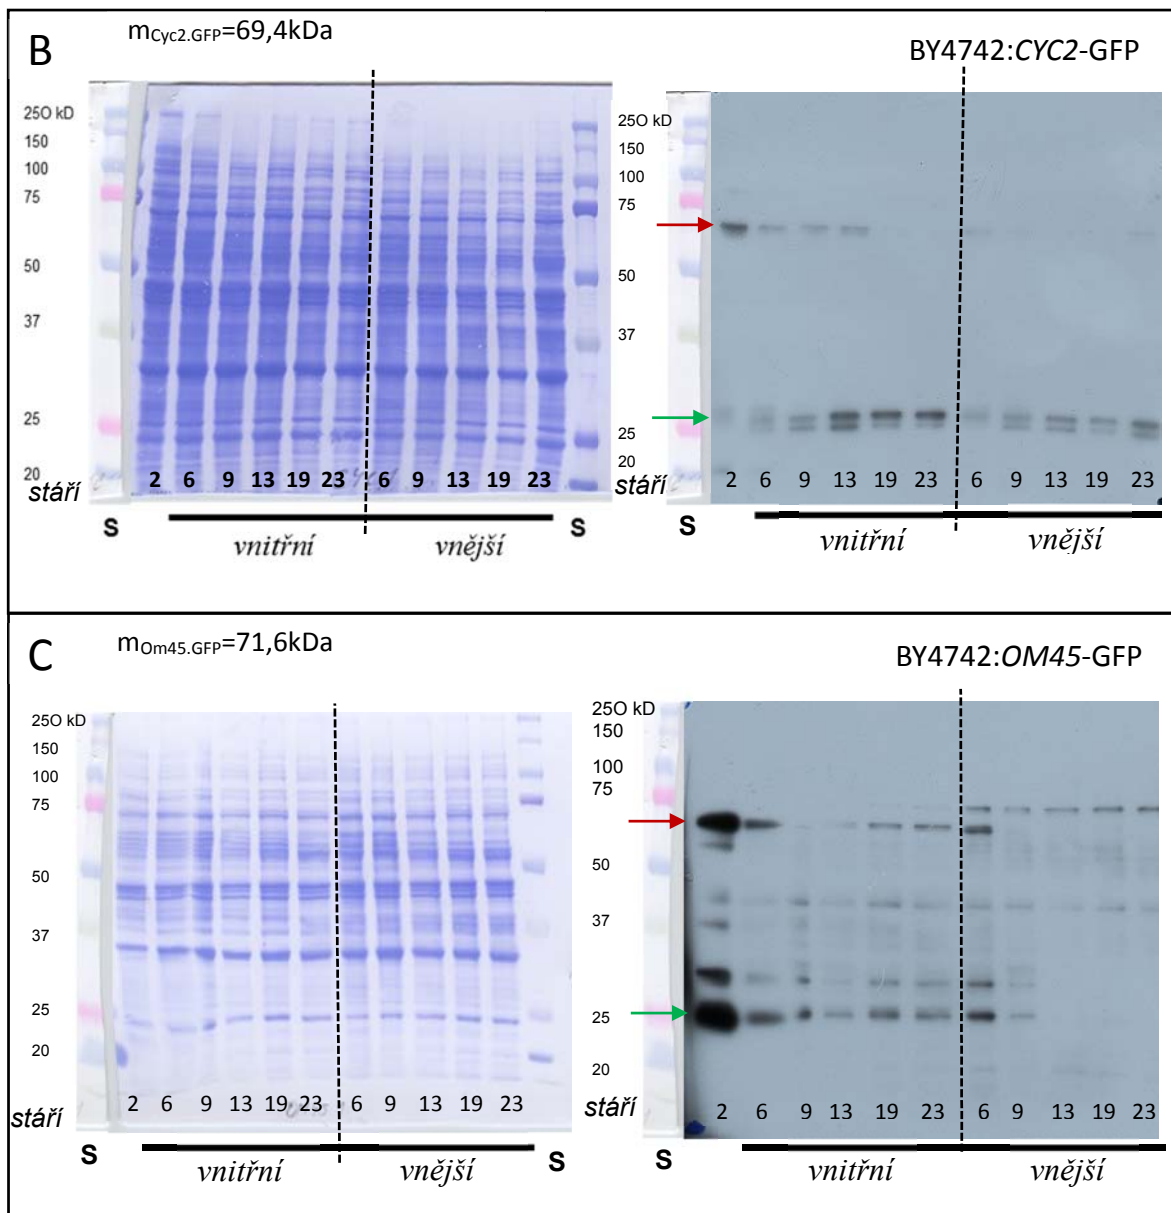 B
mCyc2.GFP=69,4kDa
BY4742:CYC2-GFP
25O kD
150
100
75
50
37
25
20
stáří
2 6 9 13 19 23 6 9 13 19 23
S
S
vnitřní
vnější
25O kD
150
100
75
50
37
25
20
stáří
2 6 9 13 19 23 6 9 13 19 23
S
vnitřní
vnější
C
mOm45.GFP=71,6kDa
BY4742:OM45-GFP
25O kD
150
100
75
50
37
25
20
stáří
2 6 9 13 19 23 6 9 13 19 23
S
S
vnitřní
vnější
25O kD
150
100
75
50
37
25
20
stáří
2 6 9 13 19 23 6 9 13 19 23
S
vnitřní
vnější